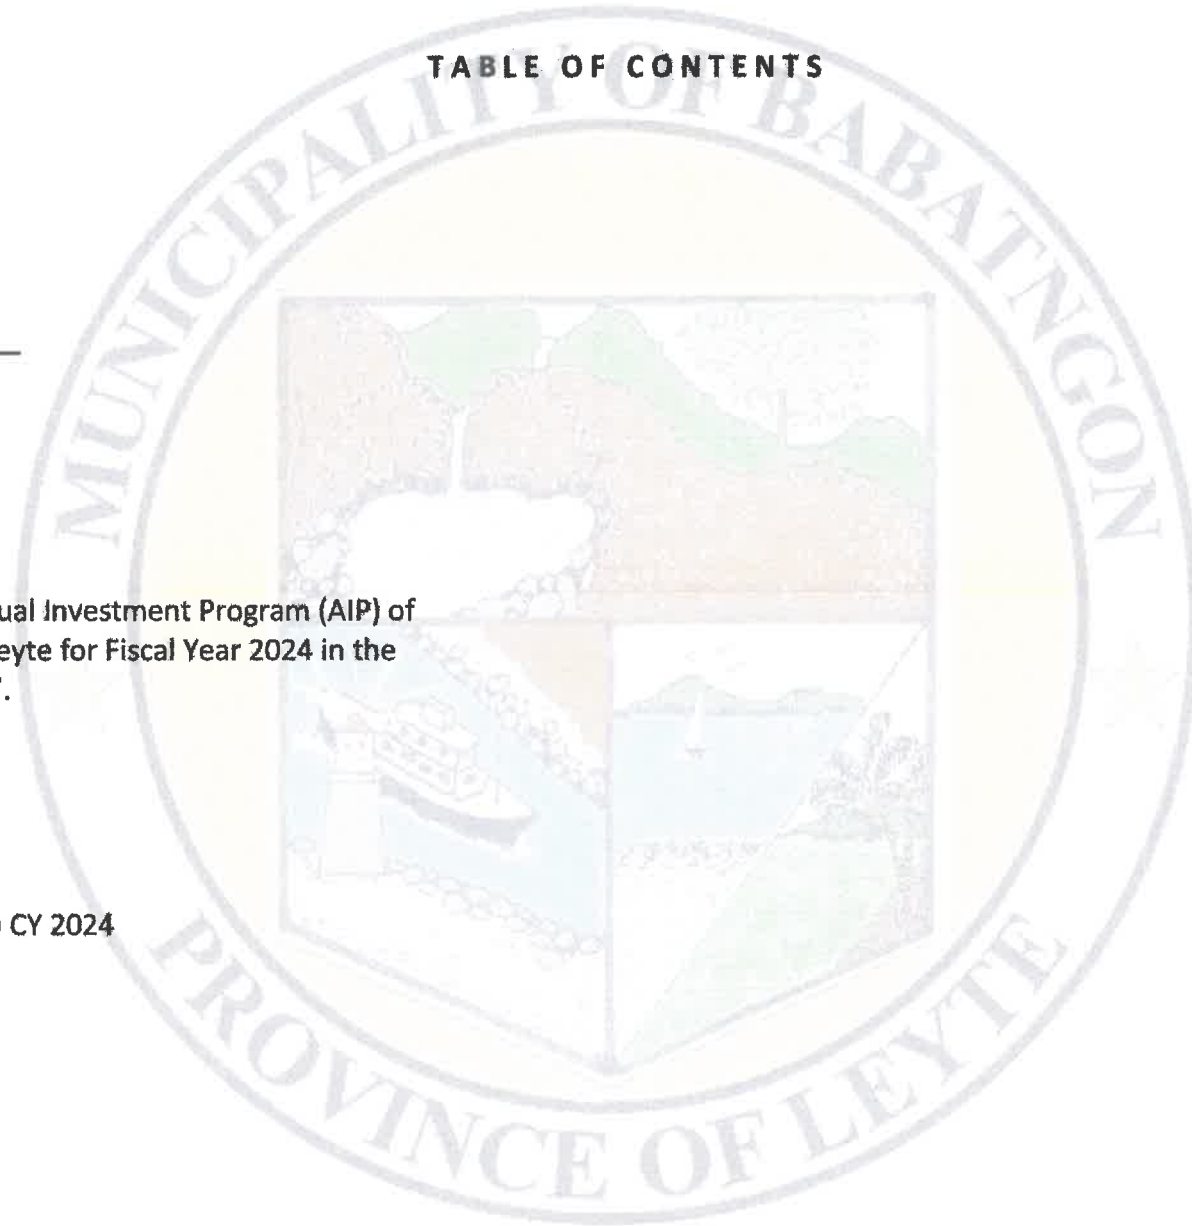 TABLE OF CONTENTS
MUNICIPALITY OF BABATNGON
ual Investment Program (AIP) of
eyte for Fiscal Year 2024 in the
CY 2024
PROVINCE OF LEYTE